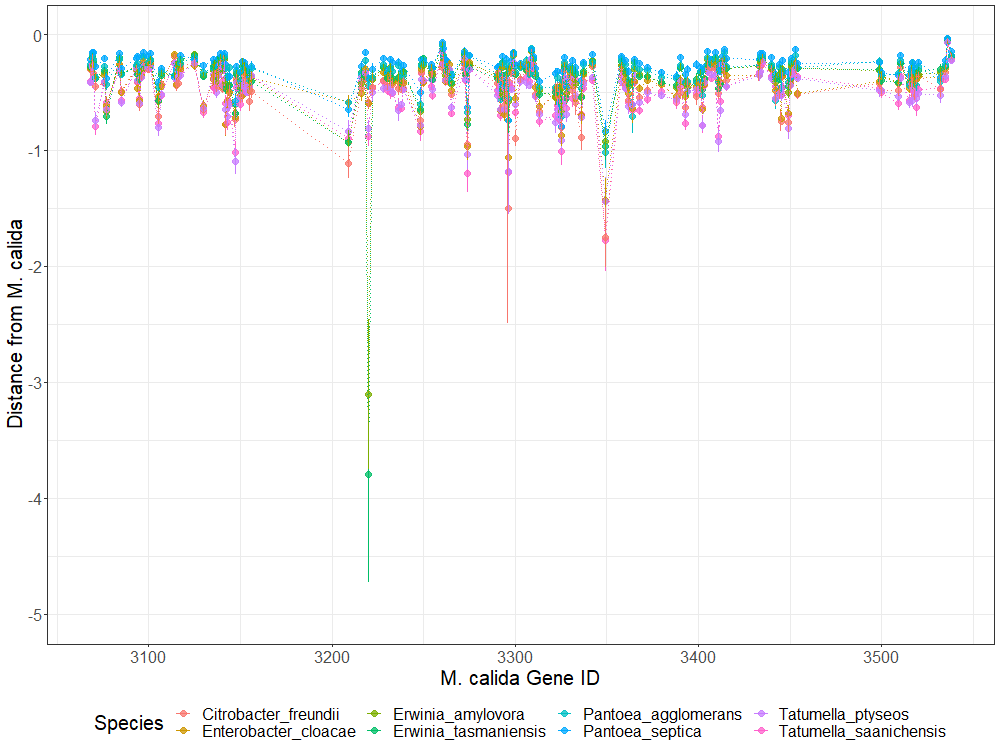 0
-1
-2
-3
-4
-5
Distance from M. calida
3100 3200 3300 3400 3500
M. calida Gene ID
Species
Citrobacter_freundii Erwinia_amylovora Pantoea_agglomerans Tatumella_ptyseos
Enterobacter_cloacae Erwinia_tasmaniensis Pantoea_septica Tatumella_saanichensis